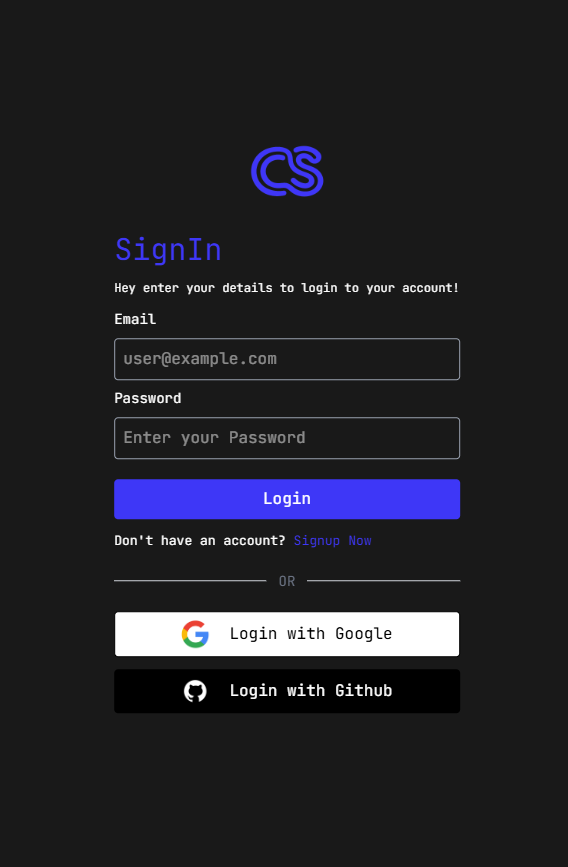 CS
SignIn
Hey enter your details to login to your account!
Email
user@example.com
Password
Enter your Password
Login
Don't have an account? Signup Now
OR
Login with Google
Login with Github